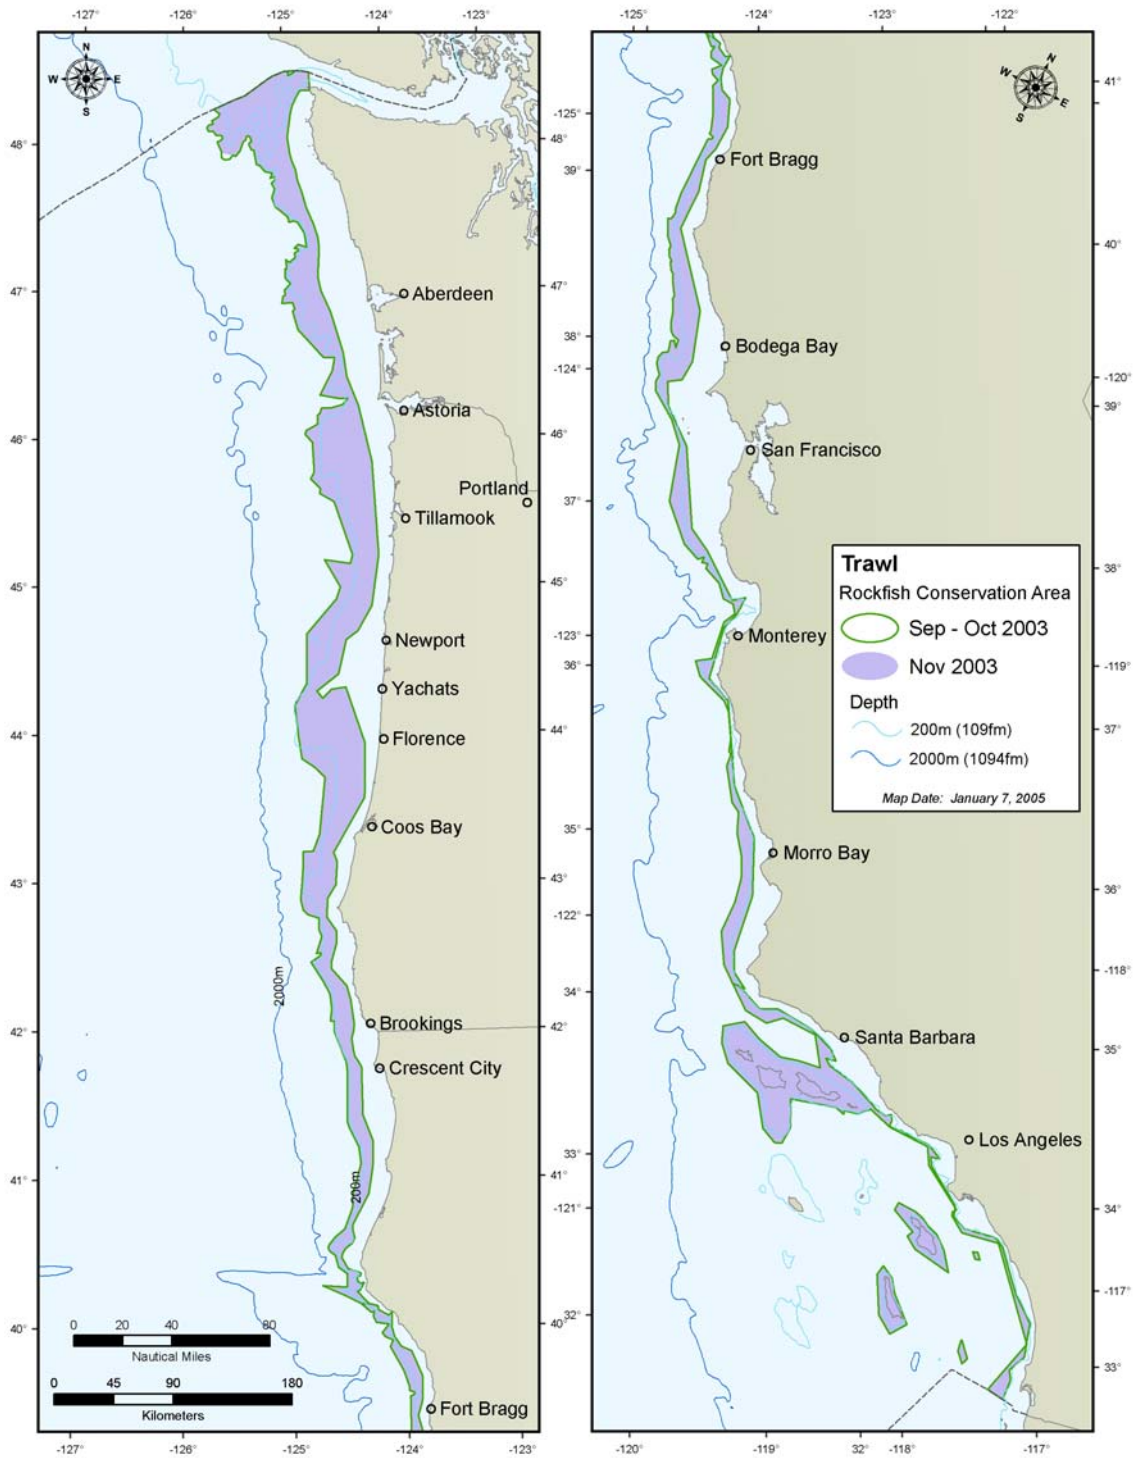 -127° -126° -125° -124° -123°
N
W E
S
48°
47°
46°
45°
44°
43°
42°
41°
40°
48°
47°
46°
45°
44°
43°
42°
41°
40°
Aberdeen
Astoria
Portland
Tillamook
Newport
Yachats
Florence
Coos Bay
2000m
Brookings
Crescent City
200m
0 20 40 80
Nautical Miles
0 45 90 180
Kilometers
Fort Bragg
-127° -126° -125° -124° -123°
-125° -124° -123° -122°
N
W E
S
-125°
39°
38°
-124°
37°
-123°
36°
35°
-122°
34°
33°
-121°
32°
41°
40°
-120°
39°
38°
-119°
37°
36°
-118°
35°
34°
-117°
33°
Fort Bragg
Bodega Bay
San Francisco
Monterey
Morro Bay
Santa Barbara
Los Angeles
Trawl
Rockfish Conservation Area
Sep - Oct 2003
Nov 2003
Depth
200m (109fm)
2000m (1094fm)
Map Date: January 7, 2005
-120° -119° 32° -118° -117°